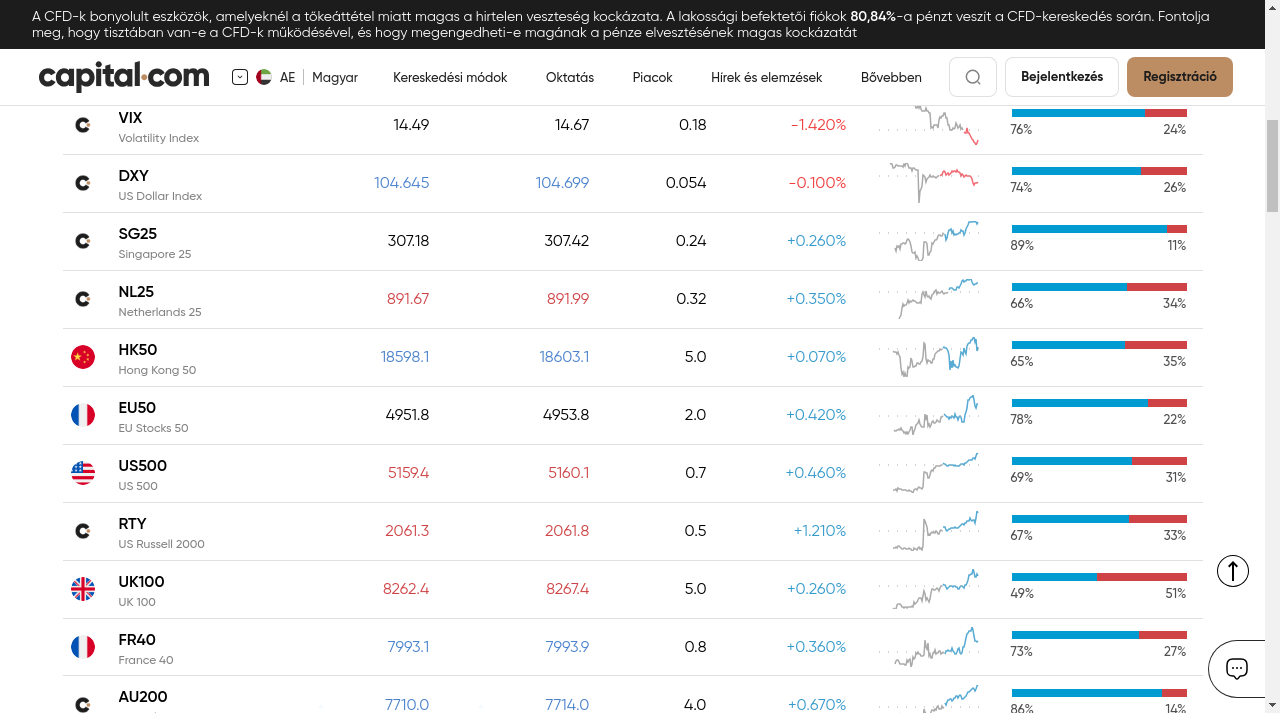 A CFD-k bonyolult eszközök, amelyeknél a tőkeáttétel miatt magas a hirtelen veszteség kockázata. A lakossági befektetői fiókok 80,84%-a pénzt veszít a CFD-kereskedés során. Fontolja
meg, hogy tisztában van-e a CFD-k működésével, és hogy megengedheti-e magának a pénze elvesztésének magas kockázatát
capital.com AE Magyar Kereskedési módok Oktatás Piacok Hírek és elemzések Bővebben Bejelentkezés Regisztráció
VIX 14.49 14.67 0.18 -1.420%
Volatility Index 76% 24%
DXY 104.645 104.699 0.054 -0.100%
US Dollar Index 74% 26%
SG25 307.18 307.42 0.24 +0.260%
Singapore 25 89% 11%
NL25 891.67 891.99 0.32 +0.350%
Netherlands 25 66% 34%
HK50 18598.1 18603.1 5.0 +0.070%
Hong Kong 50 65% 35%
EU50 4951.8 4953.8 2.0 +0.420%
EU Stocks 50 78% 22%
US500 5159.4 5160.1 0.7 +0.460%
US 500 69% 31%
RTY 2061.3 2061.8 0.5 +1.210%
US Russell 2000 67% 33%
UK100 8262.4 8267.4 5.0 +0.260%
UK 100 49% 51%
FR40 7993.1 7993.9 0.8 +0.360%
France 40 73% 27%
AU200 7710.0 7714.0 4.0 +0.670%
86% 14%